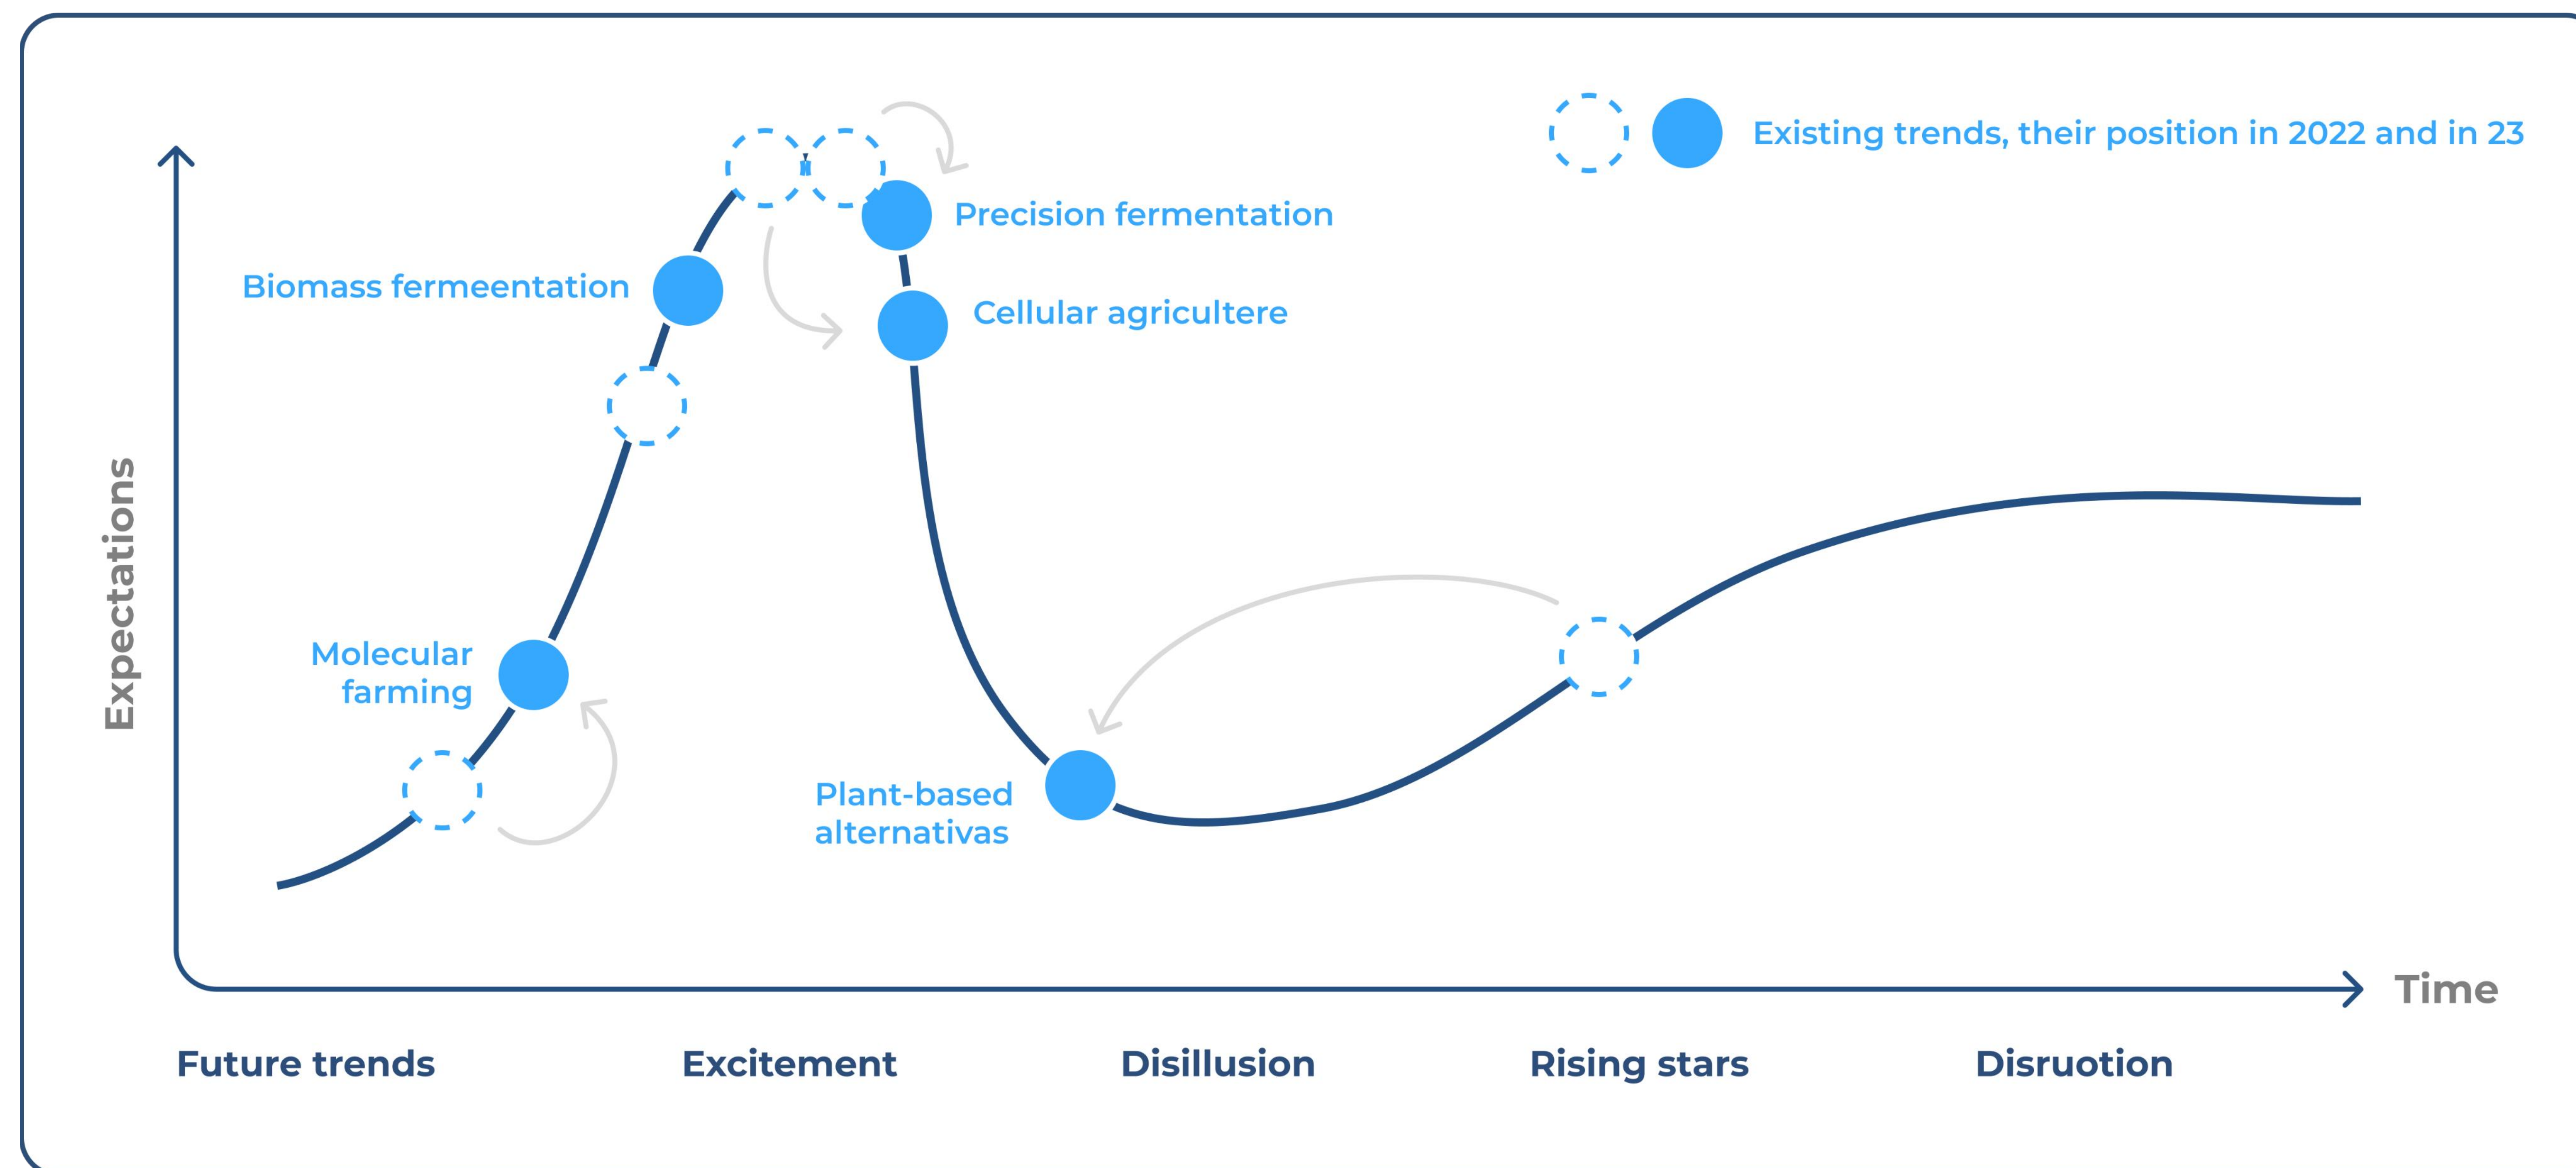 Existing trends, their position in 2022 and in 23
Precision fermentation
Biomass fermeentation
Cellular agricultere
Expectations
Molecular
farming
Plant-based
alternativas
Time
Future trends
Excitement
Disillusion
Rising stars
Disruotion